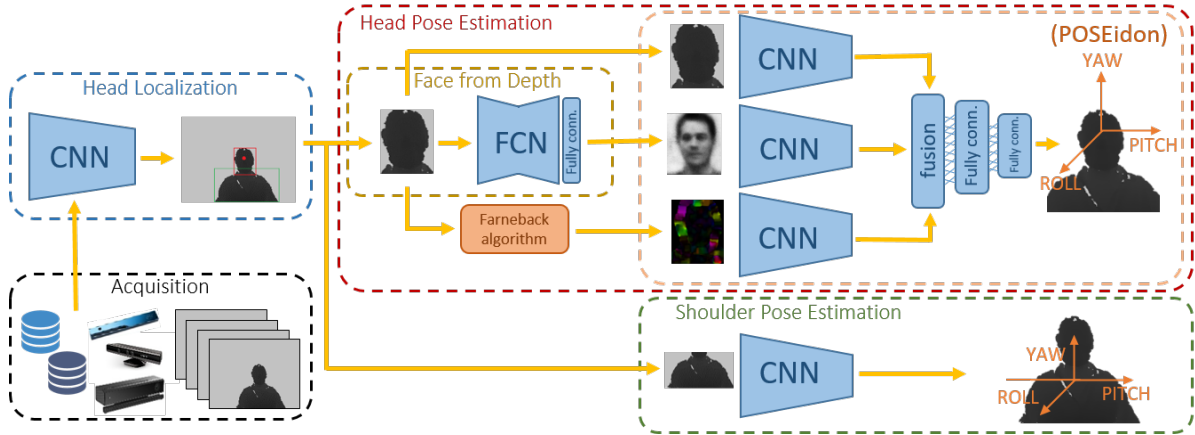 Head Pose Estimation
(POSEidon)
Head Localization
Face from Depth
CNN
FCN
Fully conn.
CNN
CNN
CNN
fusion
Fully conn.
Fully conn.
YAW
PITCH
ROLL
Farneback
algorithm
Acquisition
Shoulder Pose Estimation
CNN
YAW
PITCH
ROLL